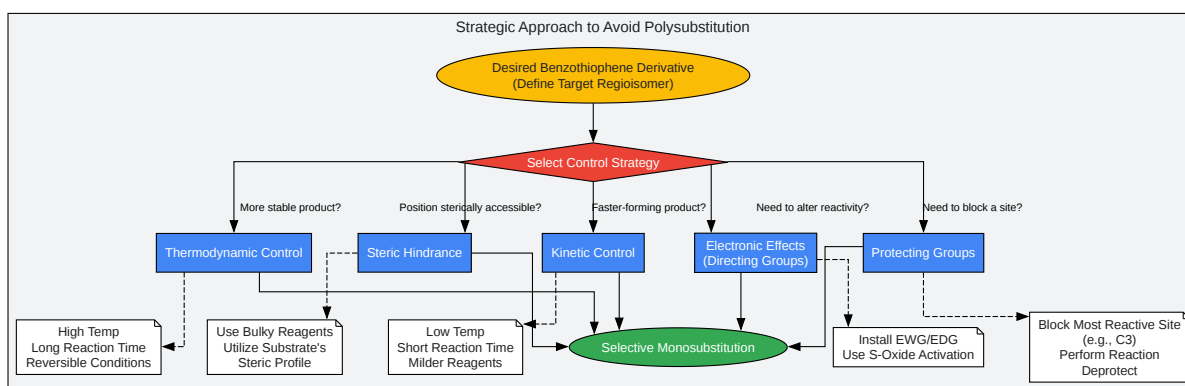 Strategic Approach to Avoid Polysubstitution
Desired Benzothiophene Derivative
(Define Target Regioisomer)
Select Control Strategy
More stable product?
Position sterically accessible?
Faster-forming product?
Need to alter reactivity?
Need to block a site?
Thermodynamic Control
Steric Hindrance
Kinetic Control
Electronic Effects
(Directing Groups)
Protecting Groups
High Temp
Long Reaction Time
Reversible Conditions
Use Bulky Reagents
Utilize Substrate's
Steric Profile
Low Temp
Short Reaction Time
Milder Reagents
Selective Monosubstitution
Install EWG/EDG
Use S-Oxide Activation
Block Most Reactive Site
(e.g., C3)
Perform Reaction
Deprotect